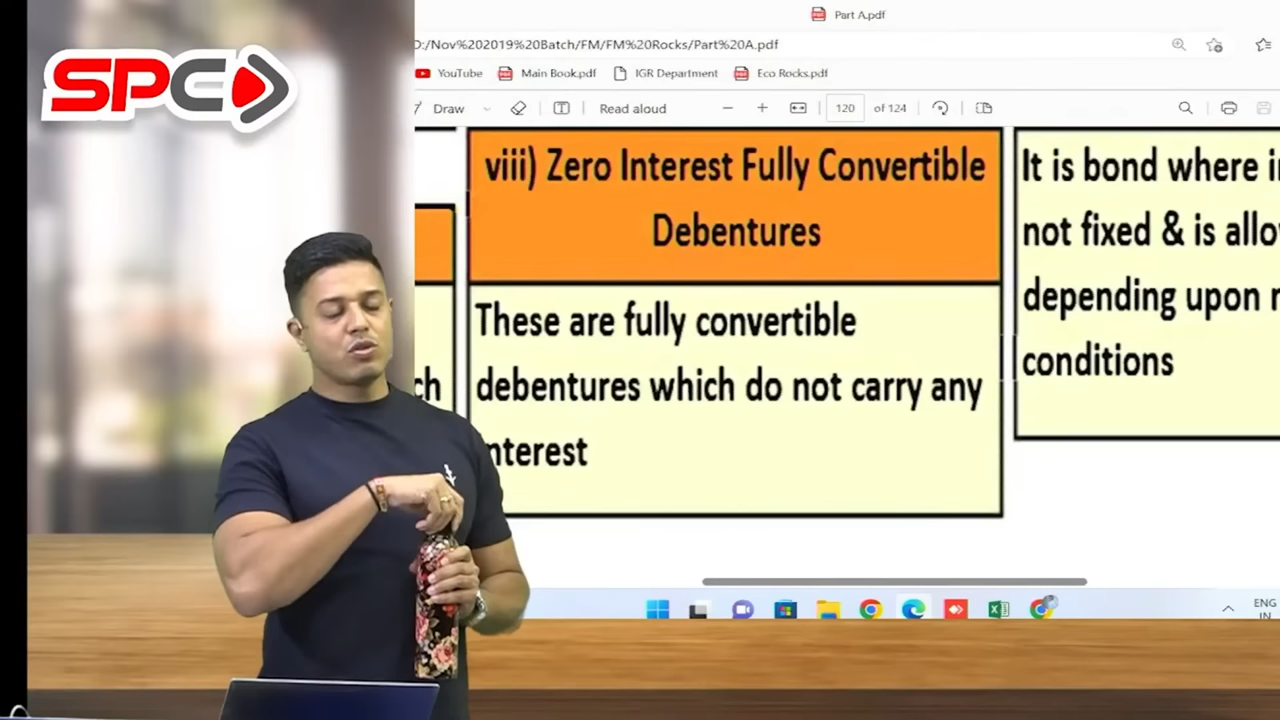 SPC
Part A.pdf
D:/Nov%202019%20Batch/FM/FM%20Rocks/Part%20A.pdf
YouTube
Main Book.pdf
IGR Department
Eco Rocks.pdf
Draw
Read aloud
120
of 124
ch
viii) Zero Interest Fully Convertible
Debentures
These are fully convertible
debentures which do not carry any
nterest
It is bond where
not fixed & is
depending upon
conditions
ENG
IN